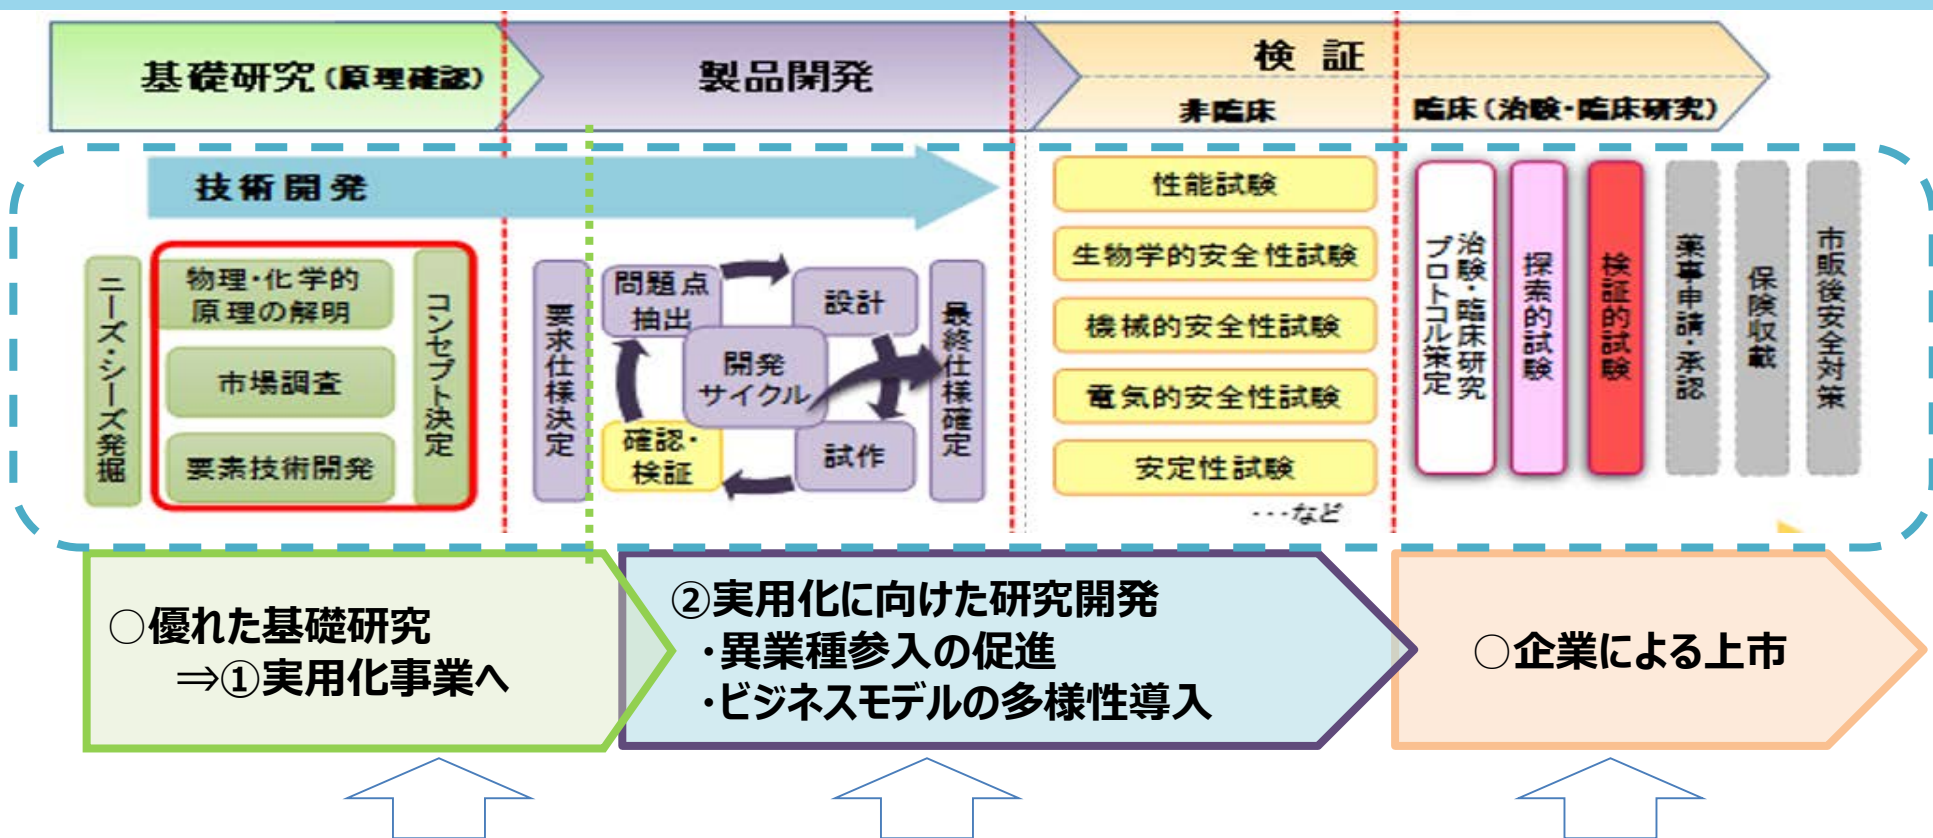 基礎研究(原理確認)
製品開発
検 証
非臨床
臨床(治験・臨床研究)
技術開発
ニーズ・シーズ発掘
物理・化学的
原理の解明
市場調査
要素技術開発
コンセプト決定
要求仕様決定
問題点
抽出
設計
開発
サイクル
確認・
検証
試作
最終仕様確定
性能試験
生物学的安全性試験
機械的安全性試験
電気的安全性試験
安定性試験
・・・など
治験・臨床研究
プロトコル策定
探索的試験
検証的試験
薬事申請・承認
保険収載
市販後安全対策
○優れた基礎研究
⇒①実用化事業へ
②実用化に向けた研究開発
・異業種参入の促進
・ビジネスモデルの多様性導入
○企業による上市